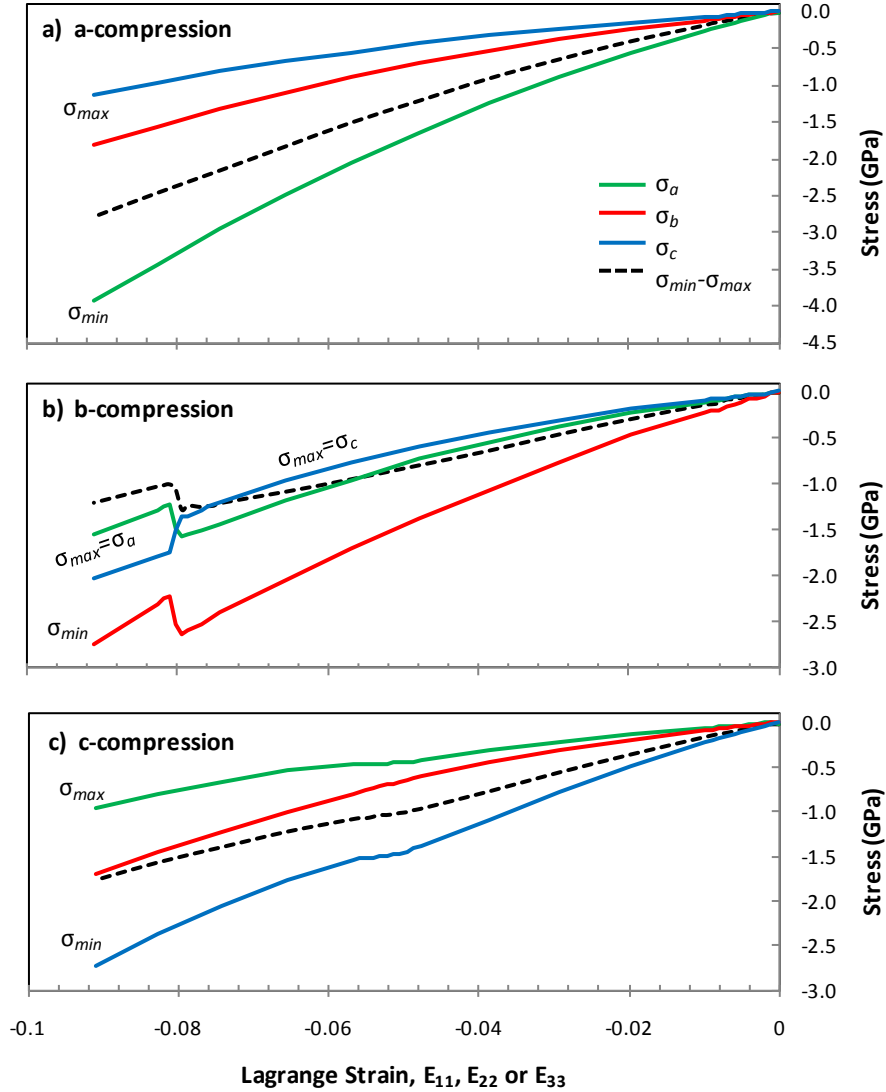 a) a-compression
σmax
σmin
σa
σb
σc
σmin-σmax
0.0
-0.5
-1.0
-1.5
-2.0
-2.5
-3.0
-3.5
-4.0
-4.5
Stress (GPa)
b) b-compression
σmax=σc
σmax=σa
σmin
0.0
-0.5
-1.0
-1.5
-2.0
-2.5
-3.0
Stress (GPa)
c) c-compression
σmax
σmin
0.0
-0.5
-1.0
-1.5
-2.0
-2.5
-3.0
Stress (GPa)
-0.1 -0.08 -0.06 -0.04 -0.02 0
Lagrange Strain, E11, E22 or E33